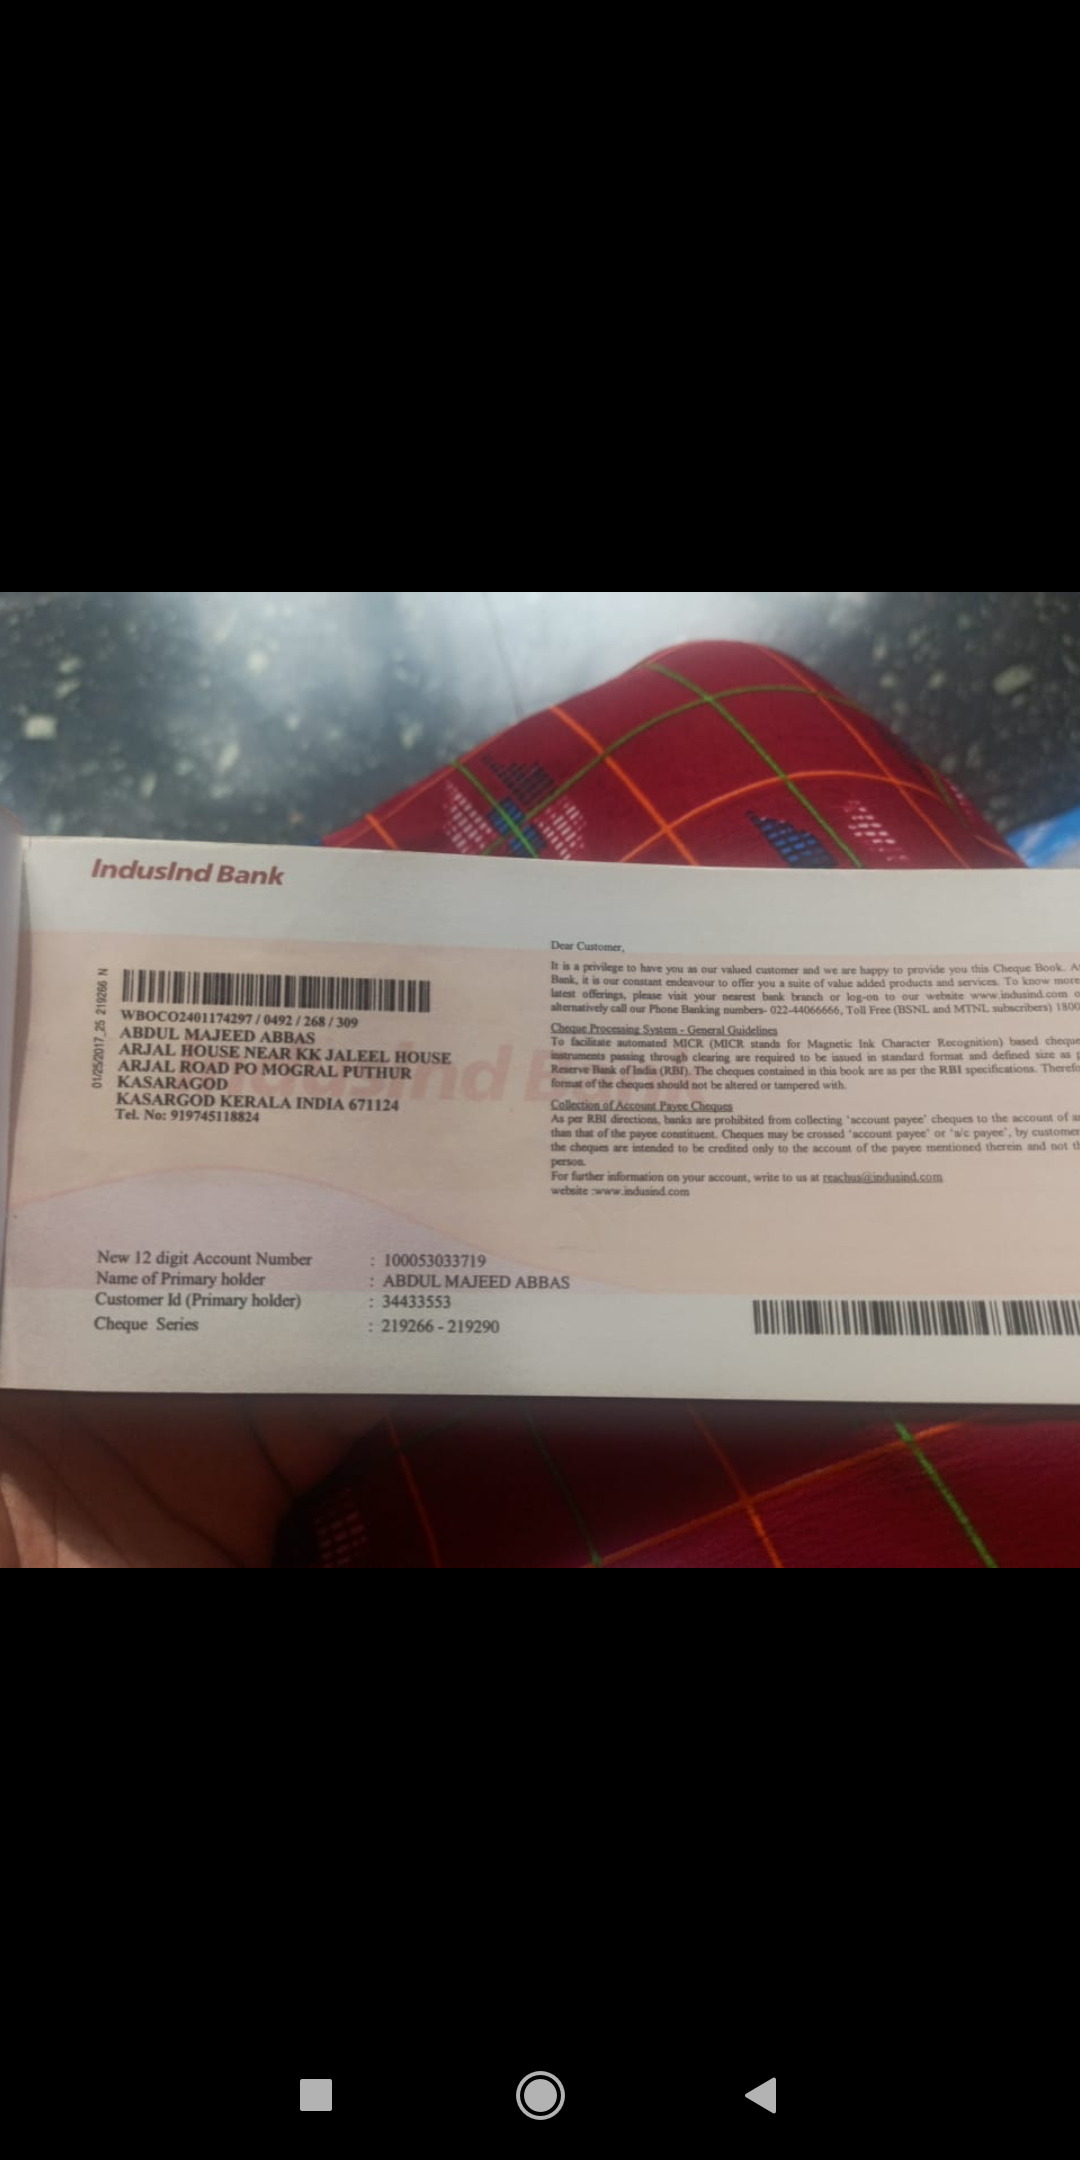 IndusInd Bank
01/25/2017_25 219266 N
WBOCO2401174297 / 0492 / 268 / 309
ABDUL MAJEED ABBAS
ARJAL HOUSE NEAR KK JALEEL HOUSE
ARJAL ROAD PO MOGRAL PUTHUR
KASARAGOD
KASARGOD KERALA INDIA 671124
Tel. No: 919745118824
New 12 digit Account Number : 100053033719
Name of Primary holder : ABDUL MAJEED ABBAS
Customer Id (Primary holder) : 34433553
Cheque Series : 219266 - 219290
Dear Customer,
It is a privilege to have you as our valued customer and we are happy to provide you this Cheque Book.
Bank, it is our constant endeavour to offer you a suite of value added products and services. To know more
latest offerings, please visit your nearest bank branch or log-on to our website www.indusind.com
alternatively call our Phone Banking numbers- 022-44066666, Toll Free (BSNL and MTNL subscribers) 1800
Cheque Processing System - General Guidelines
To facilitate automated MICR (MICR stands for Magnetic Ink Character Recognition) based cheque
instruments passing through clearing are required to be issued in standard format and defined size as
Reserve Bank of India (RBI). The cheques contained in this book are as per the RBI specifications.
format of the cheques should not be altered or tampered with.
Collection of Account Payee Cheques
As per RBI directions, banks are prohibited from collecting 'account payee' cheques to the account of
than that of the payee constituent. Cheques may be crossed 'account payee' or 'a/c payee', by
the cheques are intended to be credited only to the account of the payee mentioned therein and not
person.
For further information on your account, write to us at reachus@indusind.com
website :www.indusind.com